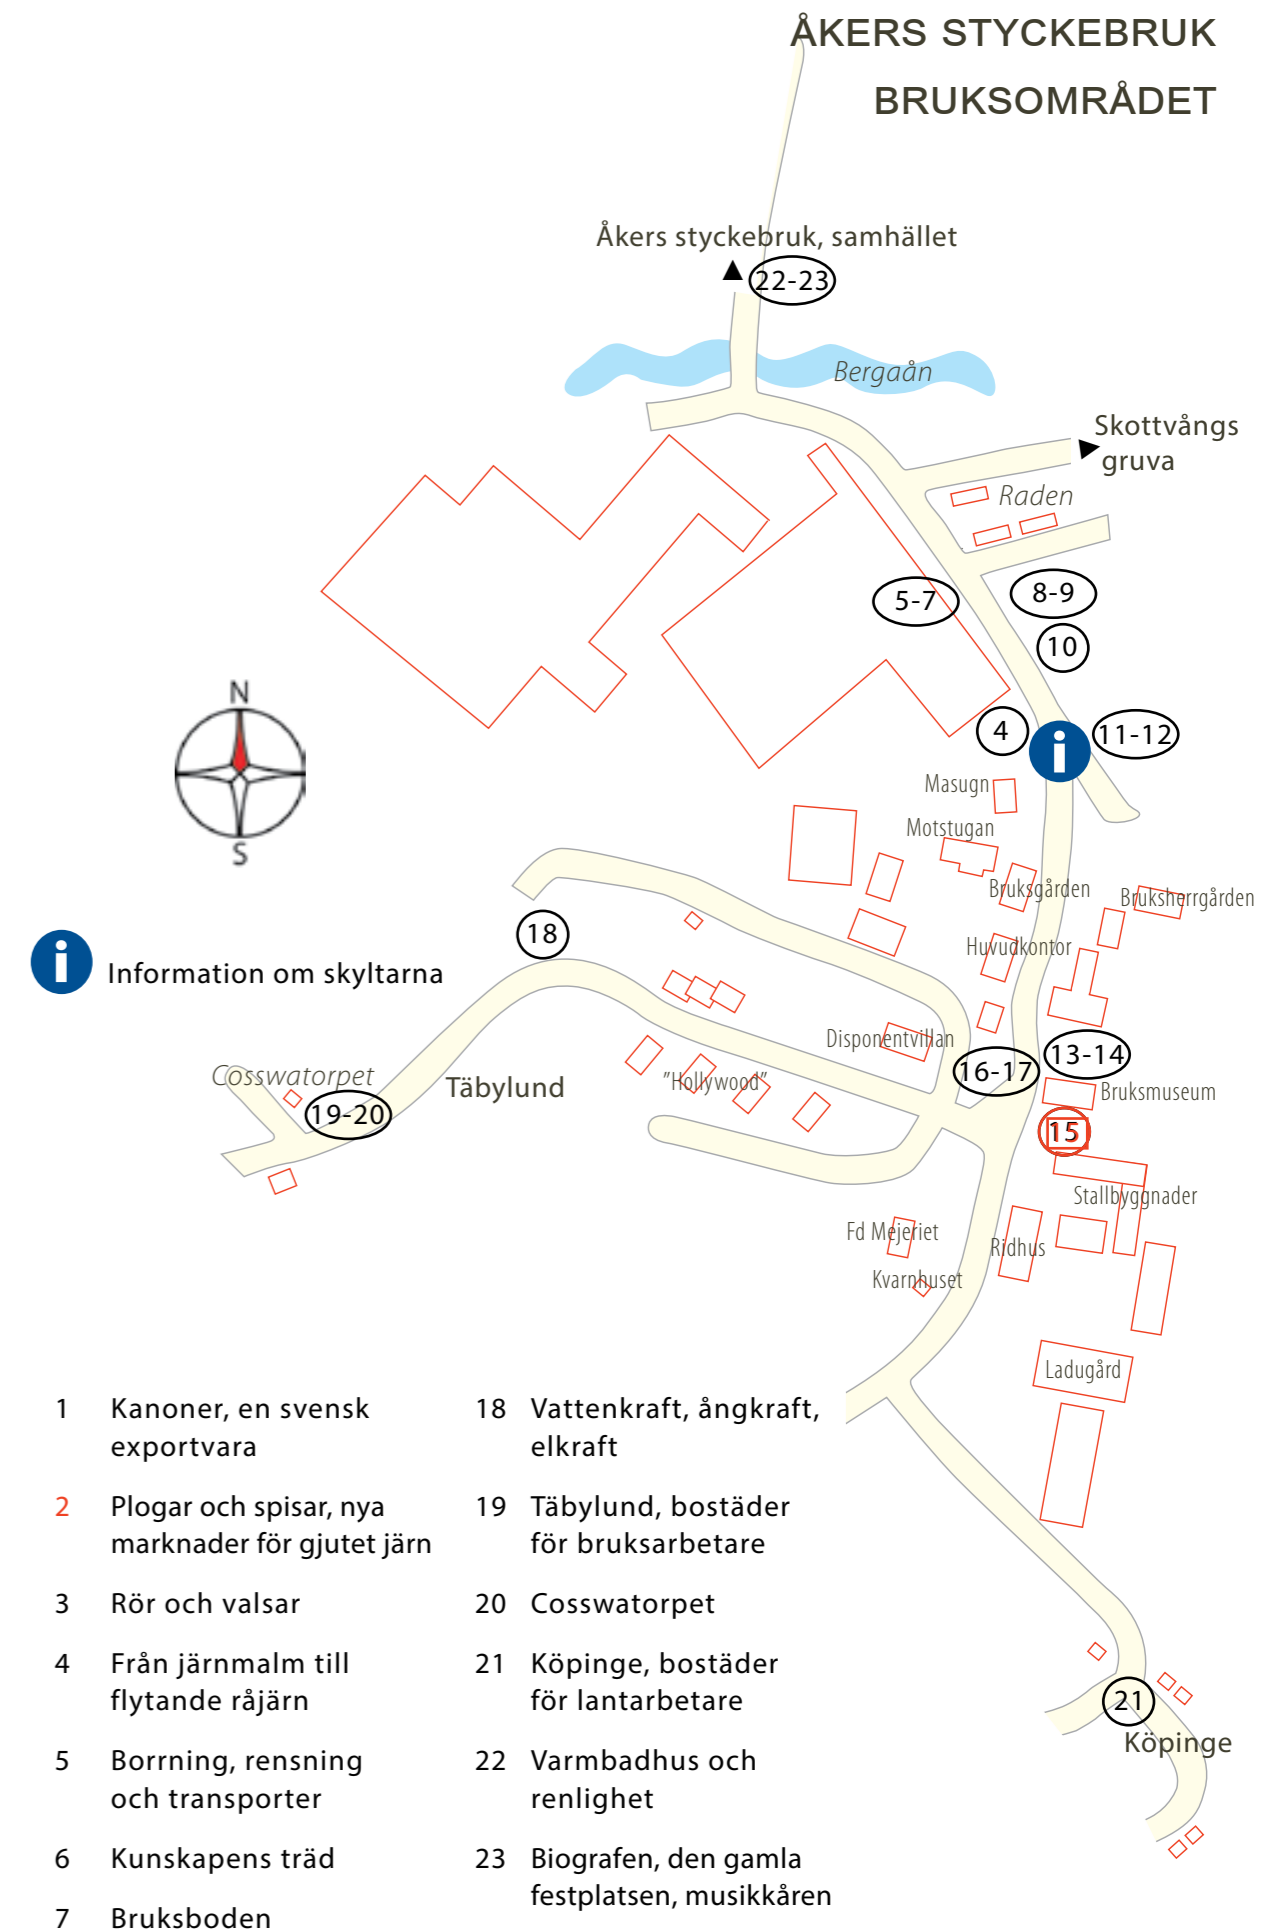 ÅKERS STYCKEBRUK
BRUKSOMRÅDET
Åkers styckebruk, samhället
22-23
Bergaån
Skottvångs
gruva
Raden
5-7
8-9
10
4
i
11-12
Masugn
Motstugan
Bruksgården
Bruksherrgården
N
S
18
Huvudkontor
i
Information om skyltarna
Disponentvillan
16-17
13-14
Cosswatorpet
Täbylund
"Hollywood"
Bruksmuseum
19-20
15
Stallbyggnader
Fd Mejeriet
Ridhus
Kvarnhuset
Ladugård
21
Köpinge
1 Kanoner, en svensk
exportvara
2 Plogar och spisar, nya
marknader för gjutet järn
3 Rör och valsar
4 Från järnmalm till
flytande råjärn
5 Borrning, rensning
och transporter
6 Kunskapens träd
7 Bruksboden
18 Vattenkraft, ångkraft,
elkraft
19 Täbylund, bostäder
för bruksarbetare
20 Cosswatorpet
21 Köpinge, bostäder
för lantarbetare
22 Varmbadhus och
renlighet
23 Biografen, den gamla
festplatsen, musikkåren